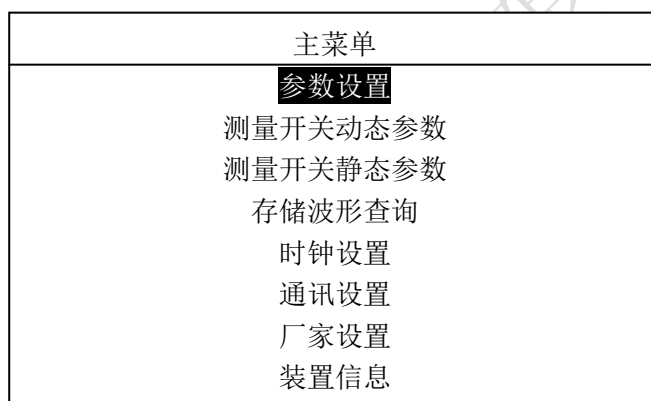 主菜单
参数设置
测量开关动态参数
测量开关静态参数
存储波形查询
时钟设置
通讯设置
厂家设置
装置信息